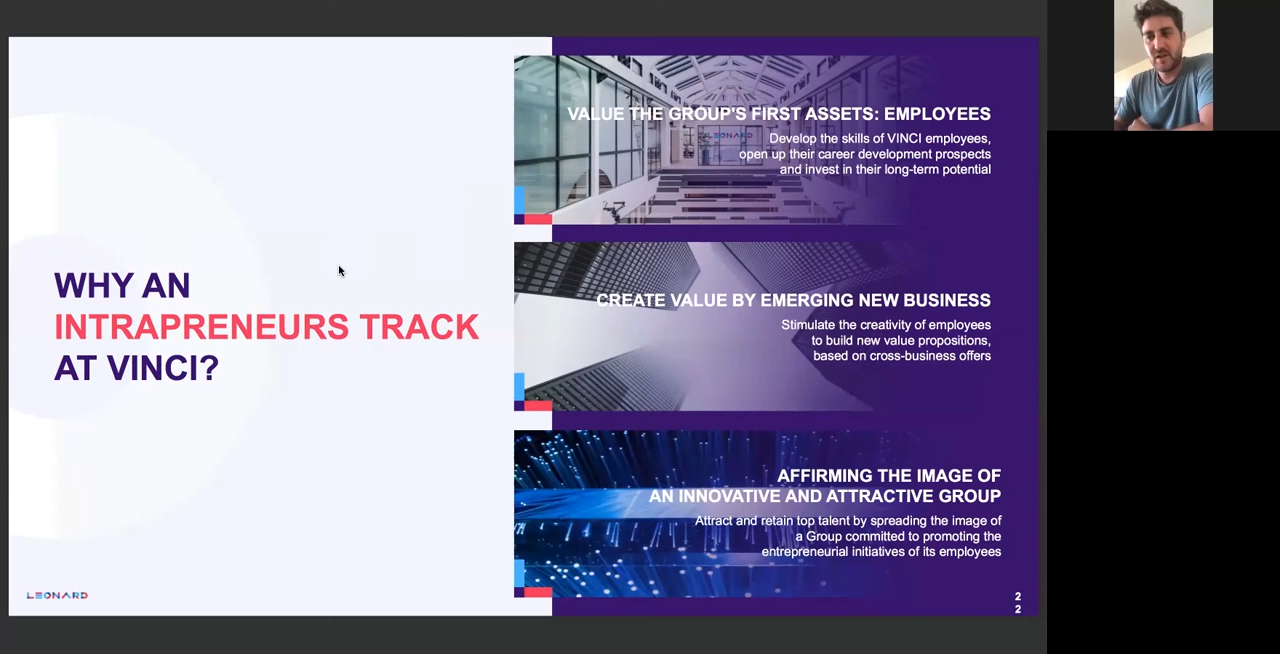 WHY AN
INTRAPRENEURS TRACK
AT VINCI?
LEONARD
VALUE THE GROUP'S FIRST ASSETS: EMPLOYEES
LEONARD
Develop the skills of VINCI employees,
open up their career development prospects
and invest in their long-term potential
CREATE VALUE BY EMERGING NEW BUSINESS
Stimulate the creativity of employees
to build new value propositions,
based on cross-business offers
AFFIRMING THE IMAGE OF
AN INNOVATIVE AND ATTRACTIVE GROUP
Attract and retain top talent by spreading the image of
a Group committed to promoting the
entrepreneurial initiatives of its employees
2
2